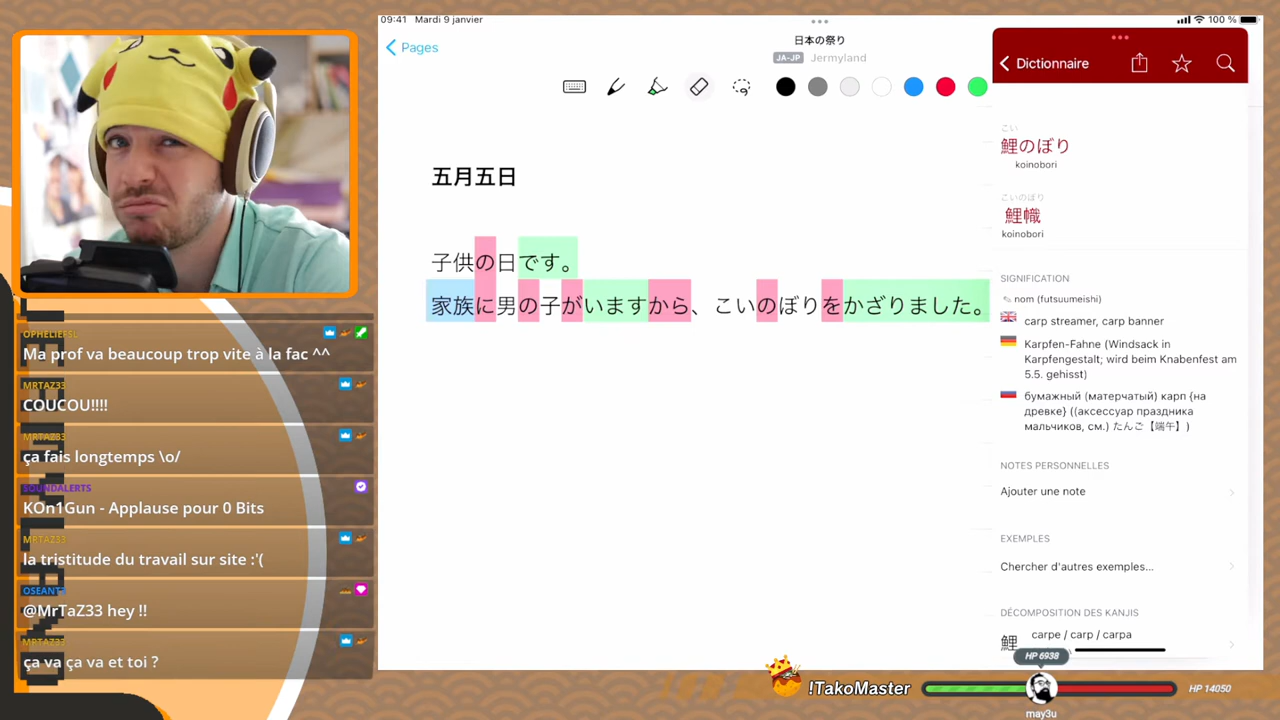 09:41 Mardi 9 janvier
100 %
Pages
日本の祭り
JA-JP Jermyland
五月五日
子供の日です。
家族に男の子がいますから、こいのぼりをかざりました。
Dictionnaire
こい
鯉のぼり
koinobori
こいのぼり
鯉幟
koinobori
SIGNIFICATION
nom (futsuumeishi)
carp streamer, carp banner
Karpfen-Fahne (Windsack in
Karpfengestalt; wird beim Knabenfest am
5.5. gehisst)
бумажный (матерчатый) карп {на
древке} ((аксессуар праздника
мальчиков, см.) たんご【端午】)
NOTES PERSONNELLES
Ajouter une note
EXEMPLES
Chercher d'autres exemples...
DÉCOMPOSITION DES KANJIS
鯉 carpe / carp / carpa
OPHELIEFSL
Ma prof va beaucoup trop vite à la fac ^^
MRTAZ33
COUCOU!!!!
MRTAZ33
ça fais longtemps \o/
SOUNDALERTS
KOn1Gun - Applause pour 0 Bits
MRTAZ33
la tristitude du travail sur site :'(
@MrTaZ33 hey !!
MRTAZ33
ça va ça va et toi ?
!TakoMaster
HP 6938
HP 14050
may3u